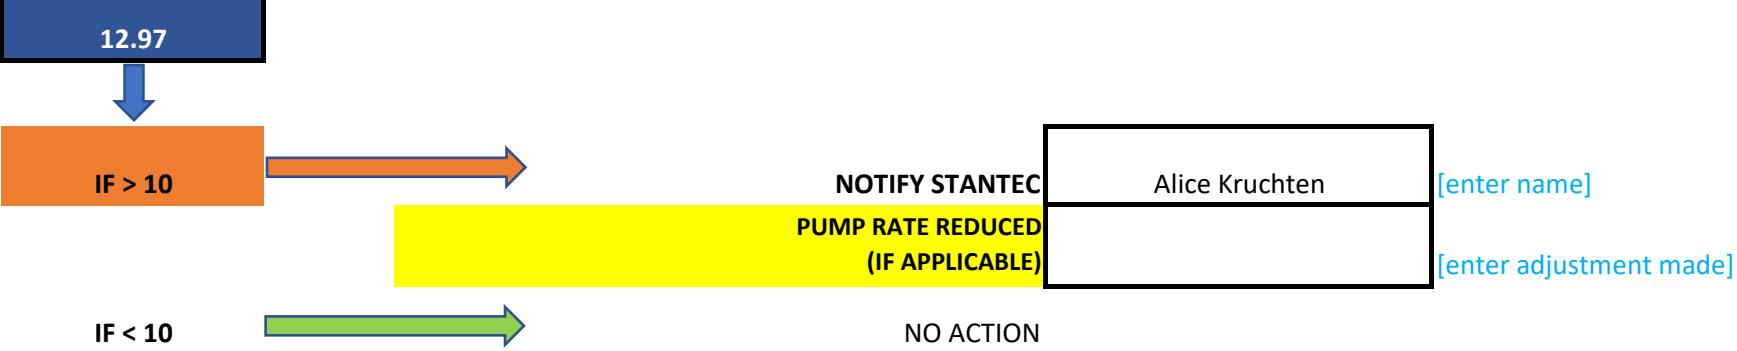 12.97
IF > 10
NOTIFY STANTEC
Alice Kruchten
[enter name]
PUMP RATE REDUCED
(IF APPLICABLE)
[enter adjustment made]
IF < 10
NO ACTION